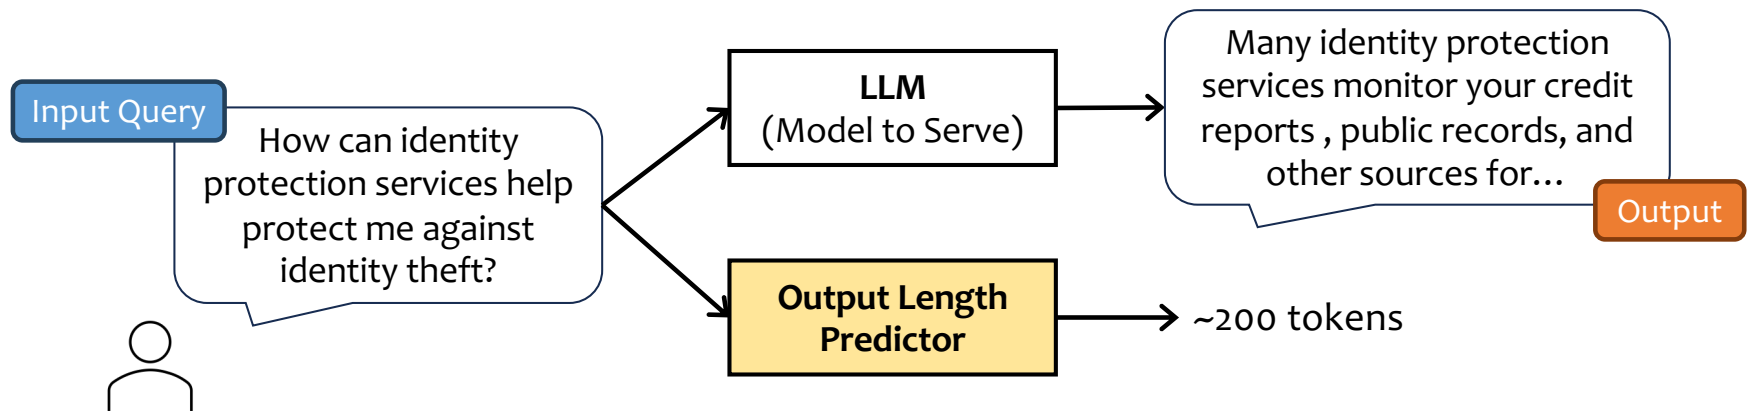 Input Query
How can identity
protection services help
protect me against
identity theft?
LLM
(Model to Serve)
Many identity protection
services monitor your credit
reports , public records, and
other sources for...
Output
Output Length
Predictor
~200 tokens